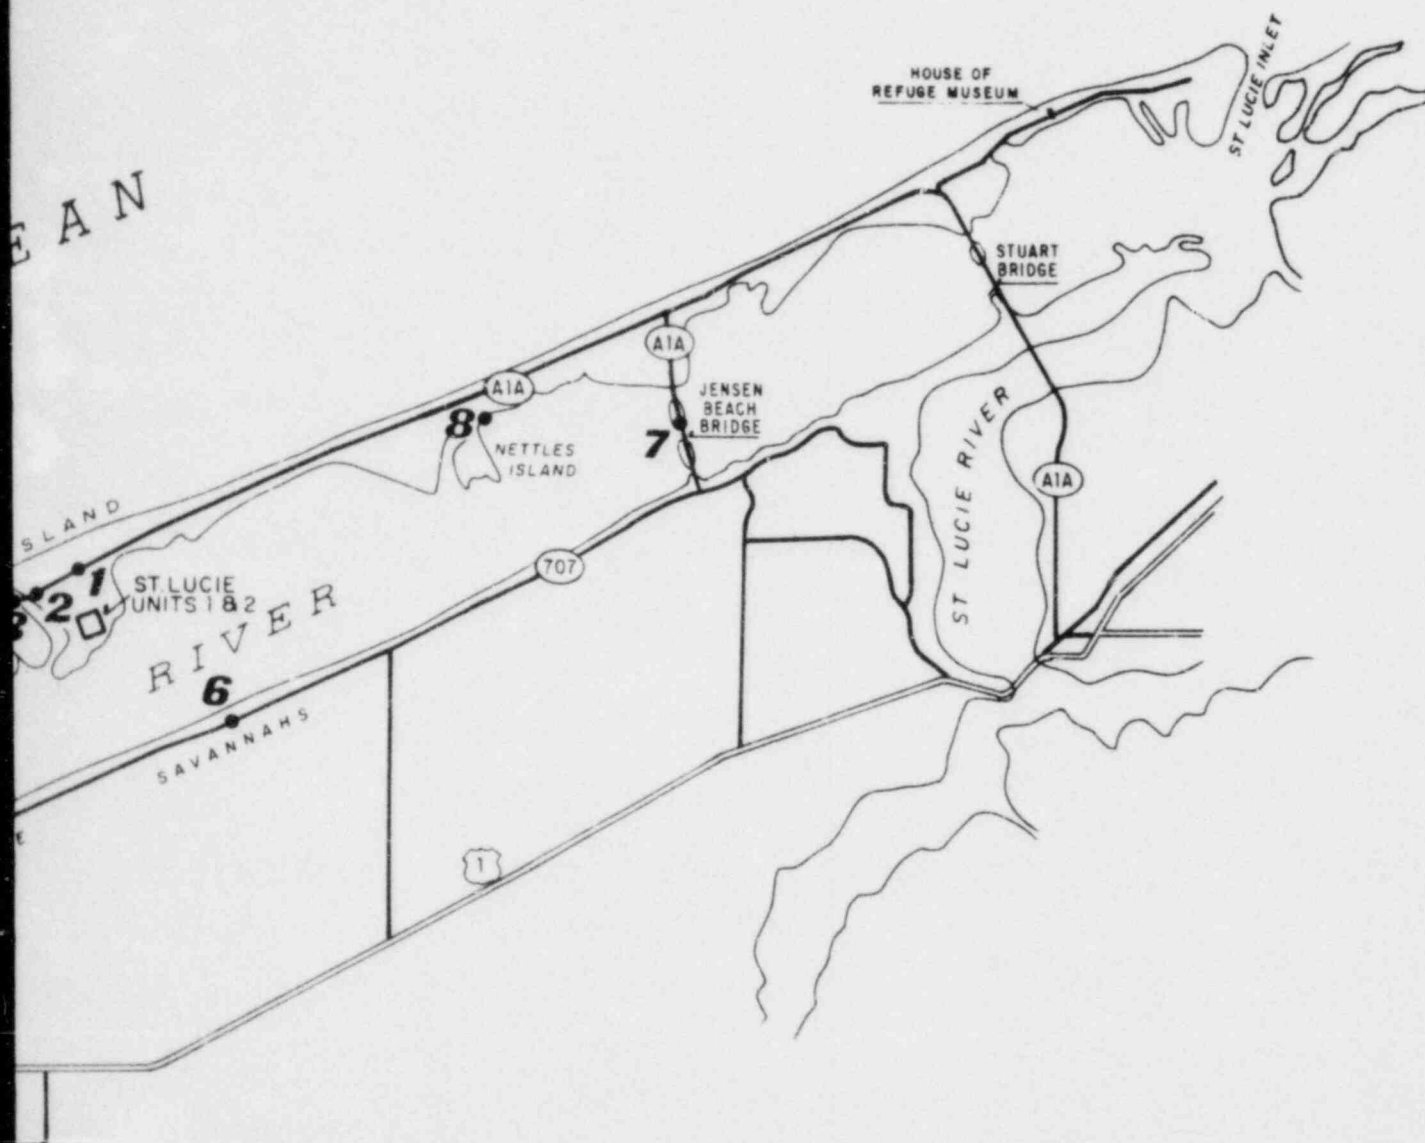 HOUSE OF
REFUGE MUSEUM
ST LUCIE INLET
EAN
STUART
BRIDGE
A1A
A1A
JENSEN
BEACH
BRIDGE
8
7
NETTLES
ISLAND
ST LUCIE RIVER
A1A
SLAND
707
1
2
3
ST. LUCIE
UNITS 1 & 2
RIVER
6
SAVANNAHS
E
1